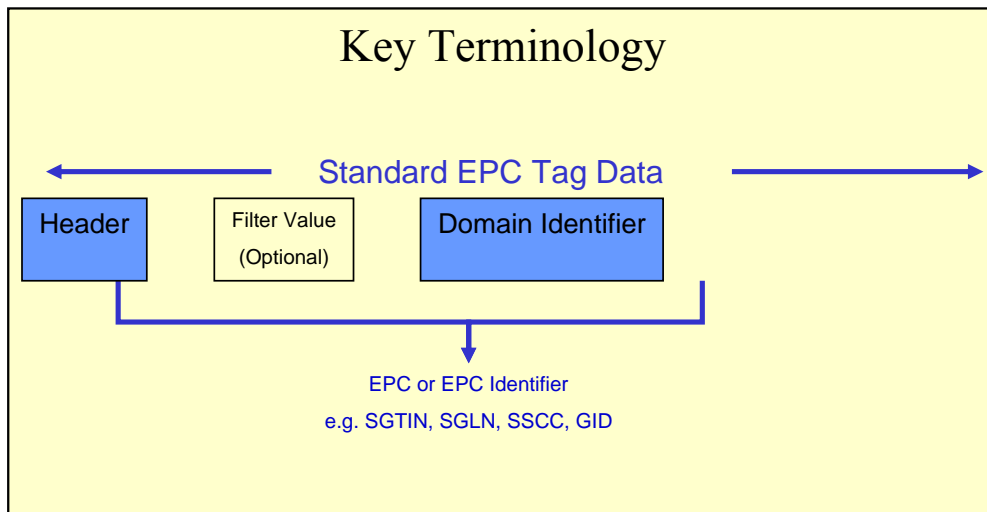 Key Terminology
Standard EPC Tag Data
Header
Filter Value
(Optional)
Domain Identifier
EPC or EPC Identifier
e.g. SGTIN, SGLN, SSCC, GID